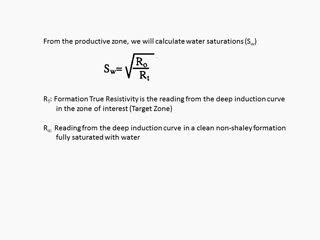 From the productive zone, we will calculate water saturations (Sw)
Sw=√Ro/Rt
RT: Formation True Resistivity is the reading from the deep induction curve
in the zone of interest (Target Zone)
Ro: Reading from the deep induction curve in a clean non-shaley formation
fully saturated with water